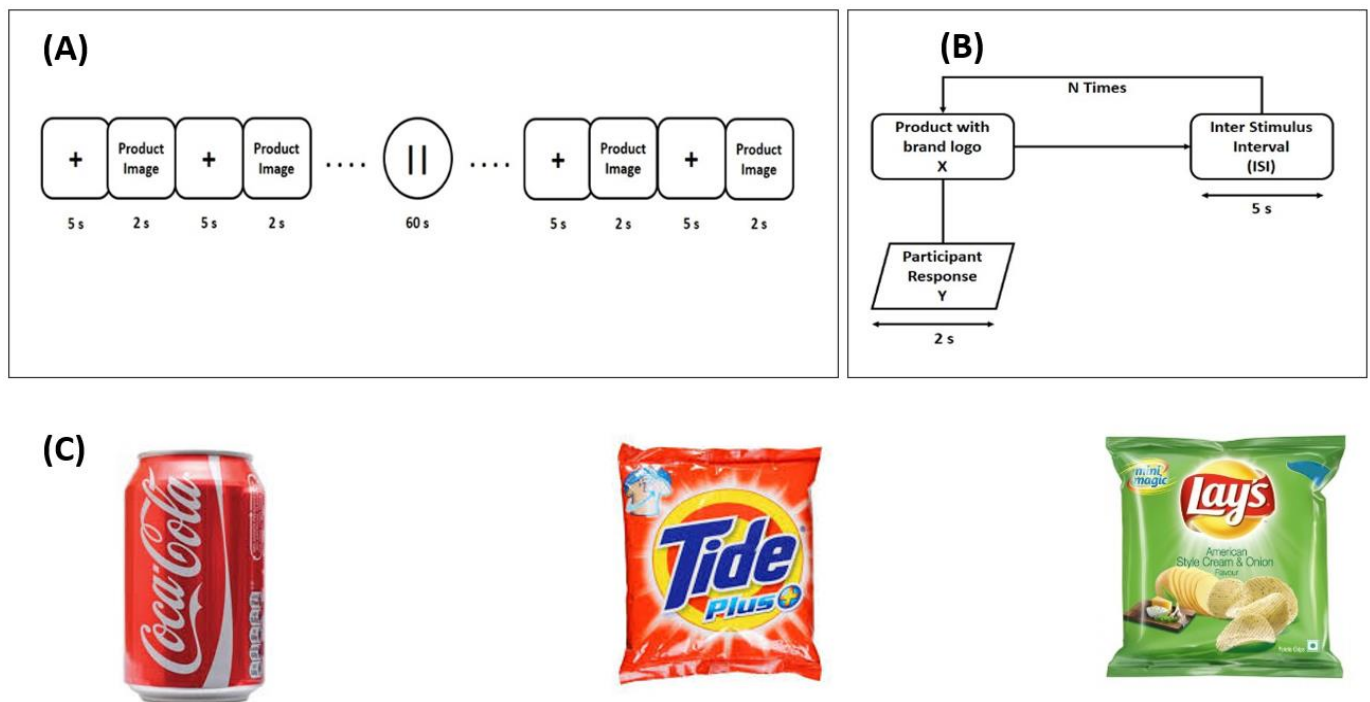 (A)
+
Product
Image
+
Product
Image
....
||
....
+
Product
Image
+
Product
Image
5 s
2 s
5 s
2 s
60 s
5 s
2 s
5 s
2 s
(B)
N Times
Product with
brand logo
X
Inter Stimulus
Interval
(ISI)
5 s
Participant
Response
Y
2 s
(C)
Coca-Cola
Tide
Plus+
mini
magic
Lay's
American
Style Cream & Onion
Flavour